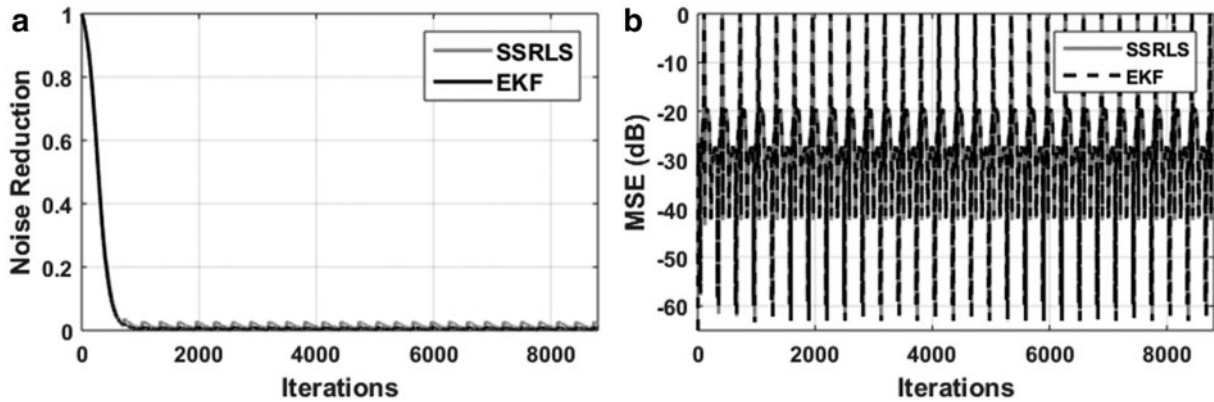 a
1
0.8
0.6
0.4
0.2
0
Noise Reduction
SSRLS
EKF
0 2000 4000 6000 8000
Iterations
b
0
-10
-20
-30
-40
-50
-60
MSE (dB)
SSRLS
EKF
0 2000 4000 6000 8000
Iterations